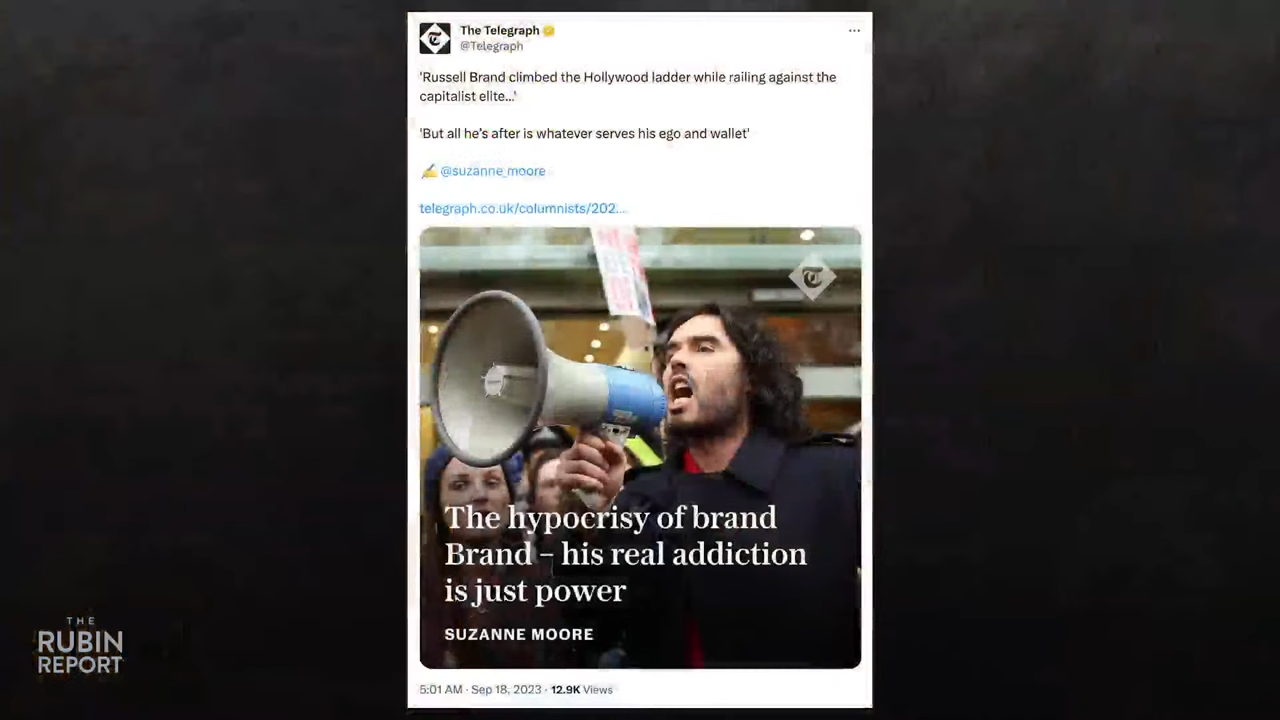 The Telegraph
@Telegraph
'Russell Brand climbed the Hollywood ladder while railing against the
capitalist elite...'
'But all he's after is whatever serves his ego and wallet'
✍️ @suzanne_moore
telegraph.co.uk/columnists/202...
The hypocrisy of brand
Brand – his real addiction
is just power
SUZANNE MOORE
5:01 AM · Sep 18, 2023 · 12.9K Views
THE
RUBIN
REPORT